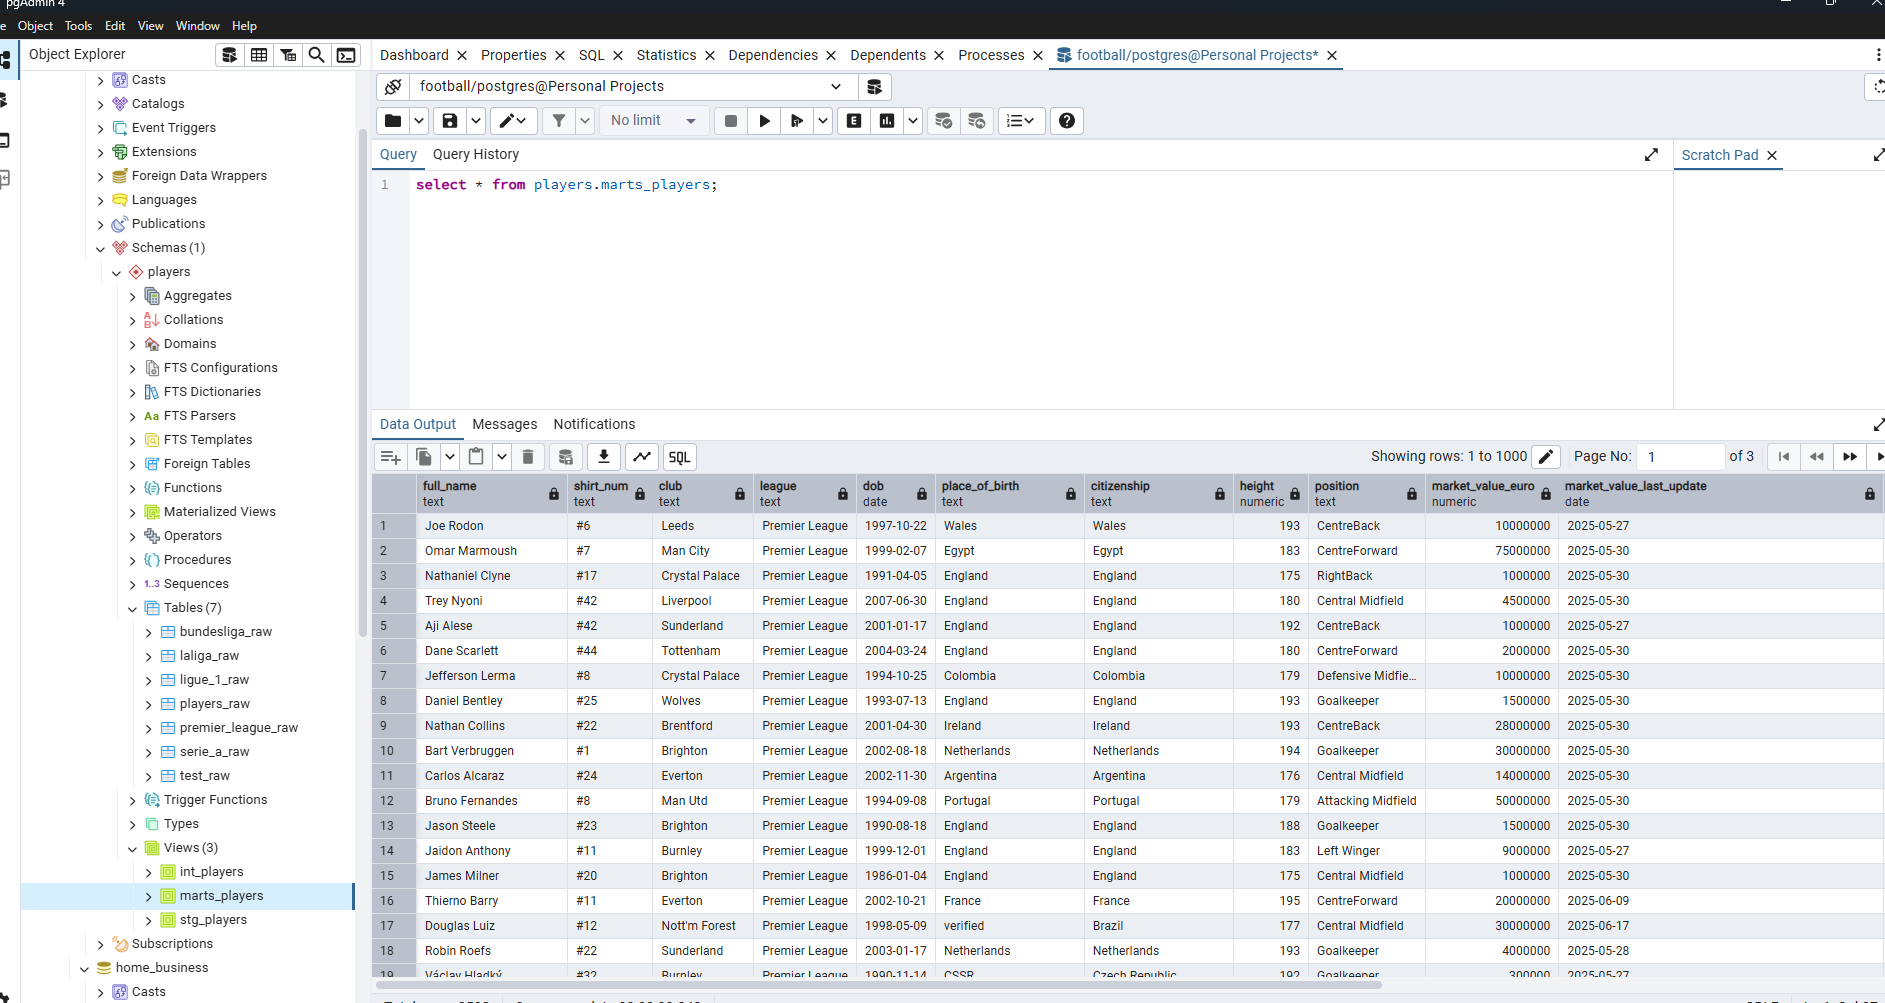 pgAdmin 4
Object Tools Edit View Window Help
Object Explorer
Dashboard Properties SQL Statistics Dependencies Dependents Processes football/postgres@Personal Projects*
Casts
Catalogs
Event Triggers
Extensions
Foreign Data Wrappers
Languages
Publications
Schemas (1)
players
Aggregates
Collations
Domains
FTS Configurations
FTS Dictionaries
Aa FTS Parsers
FTS Templates
Foreign Tables
Functions
Materialized Views
Operators
Procedures
1..3 Sequences
Tables (7)
bundesliga_raw
laliga_raw
ligue_1_raw
players_raw
premier_league_raw
serie_a_raw
test_raw
Trigger Functions
Types
Views (3)
int_players
marts_players
stg_players
Subscriptions
home_business
Casts
football/postgres@Personal Projects
No limit E
Query Query History
Scratch Pad
1 select * from players.marts_players;
Data Output Messages Notifications
SQL Showing rows: 1 to 1000 Page No: 1 of 3
full_name shirt_num club league dob place_of_birth citizenship height position market_value_euro market_value_last_update
text text text text date text text numeric text numeric date
1 Joe Rodon #6 Leeds Premier League 1997-10-22 Wales Wales 193 CentreBack 10000000 2025-05-27
2 Omar Marmoush #7 Man City Premier League 1999-02-07 Egypt Egypt 183 CentreForward 75000000 2025-05-30
3 Nathaniel Clyne #17 Crystal Palace Premier League 1991-04-05 England England 175 RightBack 1000000 2025-05-30
4 Trey Nyoni #42 Liverpool Premier League 2007-06-30 England England 180 Central Midfield 4500000 2025-05-30
5 Aji Alese #42 Sunderland Premier League 2001-01-17 England England 192 CentreBack 1000000 2025-05-27
6 Dane Scarlett #44 Tottenham Premier League 2004-03-24 England England 180 CentreForward 2000000 2025-05-30
7 Jefferson Lerma #8 Crystal Palace Premier League 1994-10-25 Colombia Colombia 179 Defensive Midfie... 10000000 2025-05-30
8 Daniel Bentley #25 Wolves Premier League 1993-07-13 England England 193 Goalkeeper 1500000 2025-05-30
9 Nathan Collins #22 Brentford Premier League 2001-04-30 Ireland Ireland 193 CentreBack 28000000 2025-05-30
10 Bart Verbruggen #1 Brighton Premier League 2002-08-18 Netherlands Netherlands 194 Goalkeeper 30000000 2025-05-30
11 Carlos Alcaraz #24 Everton Premier League 2002-11-30 Argentina Argentina 176 Central Midfield 14000000 2025-05-30
12 Bruno Fernandes #8 Man Utd Premier League 1994-09-08 Portugal Portugal 179 Attacking Midfield 50000000 2025-05-30
13 Jason Steele #23 Brighton Premier League 1990-08-18 England England 188 Goalkeeper 1500000 2025-05-30
14 Jaidon Anthony #11 Burnley Premier League 1999-12-01 England England 183 Left Winger 9000000 2025-05-27
15 James Milner #20 Brighton Premier League 1986-01-04 England England 175 Central Midfield 1000000 2025-05-30
16 Thierno Barry #11 Everton Premier League 2002-10-21 France France 195 CentreForward 20000000 2025-06-09
17 Douglas Luiz #12 Nott'm Forest Premier League 1998-05-09 verified Brazil 177 Central Midfield 30000000 2025-06-17
18 Robin Roefs #22 Sunderland Premier League 2003-01-17 Netherlands Netherlands 193 Goalkeeper 4000000 2025-05-28
19 Václav Hladký #32 Burnley Premier League 1990-11-14 CSSR Czech Republic 192 Goalkeeper 300000 2025-05-27